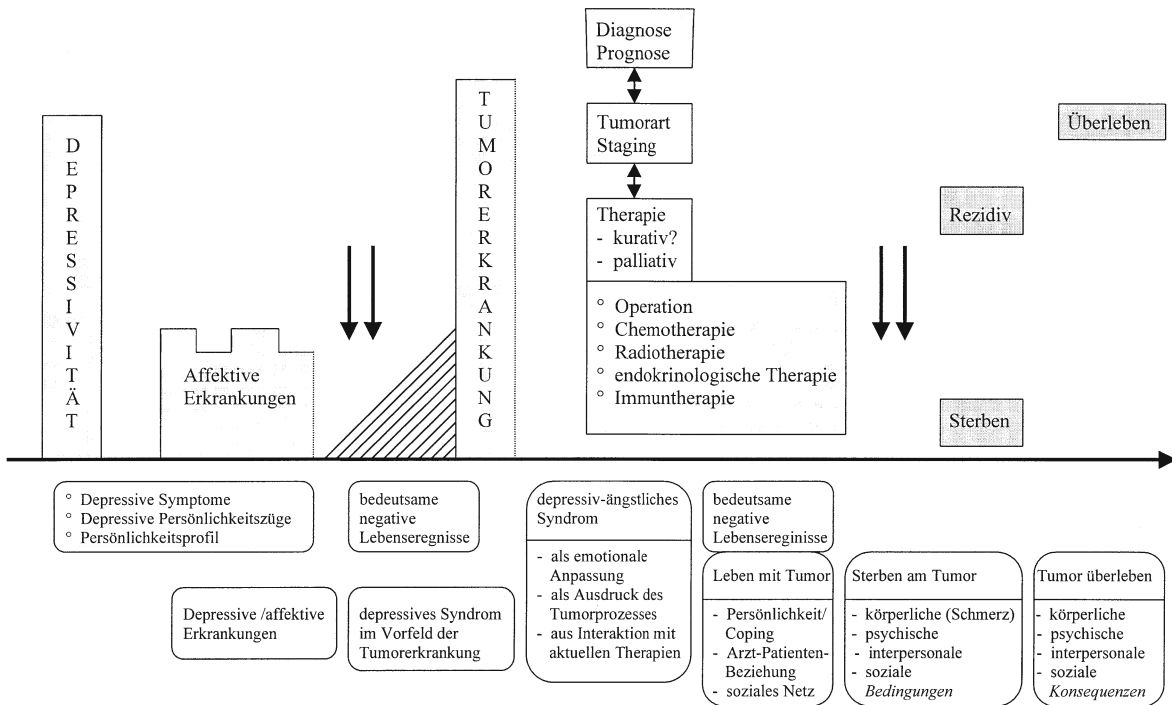 Diagnose
Prognose
Tumorart
Staging
Überleben
Therapie
- kurativ?
- palliativ
Rezidiv
DEPRESSIVITÄT
TUMORERKRANKUNG
° Operation
° Chemotherapie
° Radiotherapie
° endokrinologische Therapie
° Immuntherapie
Affektive
Erkrankungen
Sterben
° Depressive Symptome
° Depressive Persönlichkeitszüge
° Persönlichkeitsprofil
bedeutsame
negative
Lebenseregnisse
depressiv-ängstliches
Syndrom
- als emotionale
Anpassung
- als Ausdruck des
Tumorprozesses
- aus Interaktion mit
aktuellen Therapien
bedeutsame
negative
Lebensereginisse
Depressive /affektive
Erkrankungen
depressives Syndrom
im Vorfeld der
Tumorerkrankung
Leben mit Tumor
- Persönlichkeit/
Coping
- Arzt-Patienten-
Beziehung
- soziales Netz
Sterben am Tumor
- körperliche (Schmerz)
- psychische
- interpersonale
- soziale
Bedingungen
Tumor überleben
- körperliche
- psychische
- interpersonale
- soziale
Konsequenzen